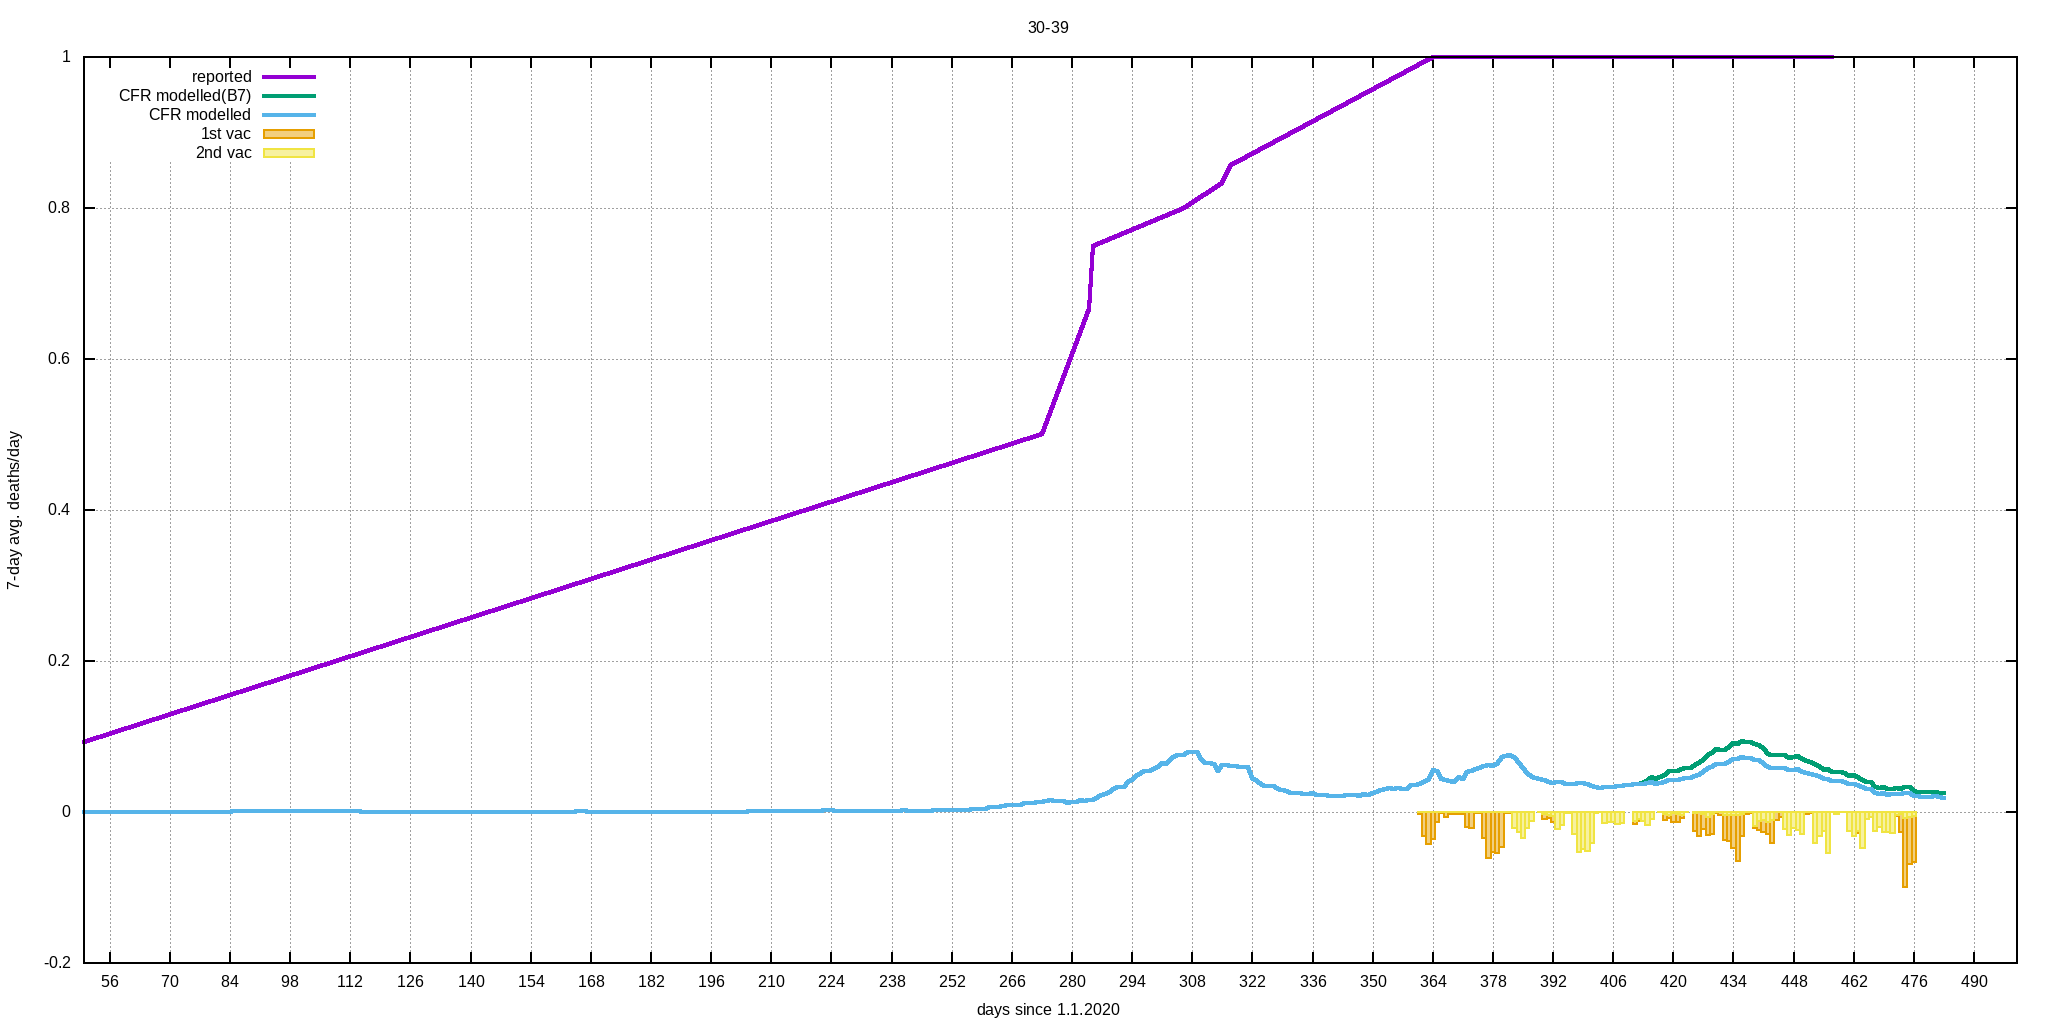 30-39
1
reported
CFR modelled(B7)
CFR modelled
1st vac
2nd vac
0.8
0.6
0.4
0.2
0
-0.2
7-day avg. deaths/day
56 70 84 98 112 126 140 154 168 182 196 210 224 238 252 266 280 294 308 322 336 350 364 378 392 406 420 434 448 462 476 490
days since 1.1.2020